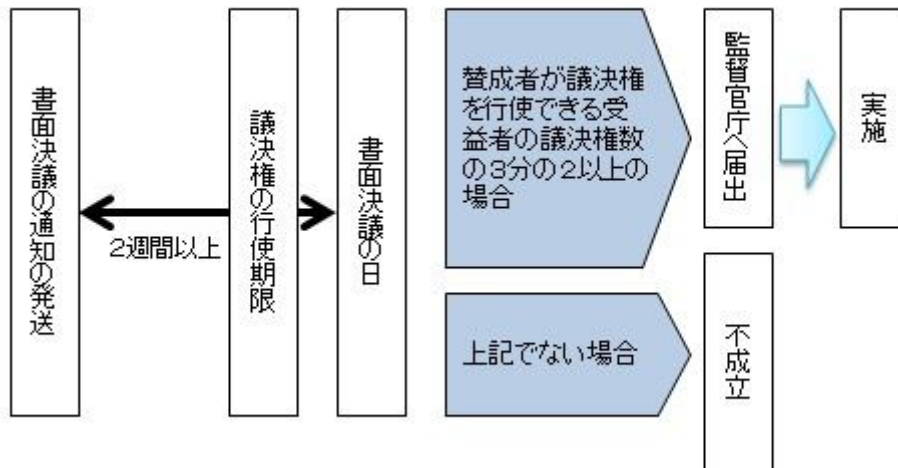 書面決議の通知の発送
2週間以上
議決権の行使期限
書面決議の日
賛成者が議決権
を行使できる受
益者の議決権数
の3分の2以上の
場合
監督官庁へ届出
実施
上記でない場合
不成立